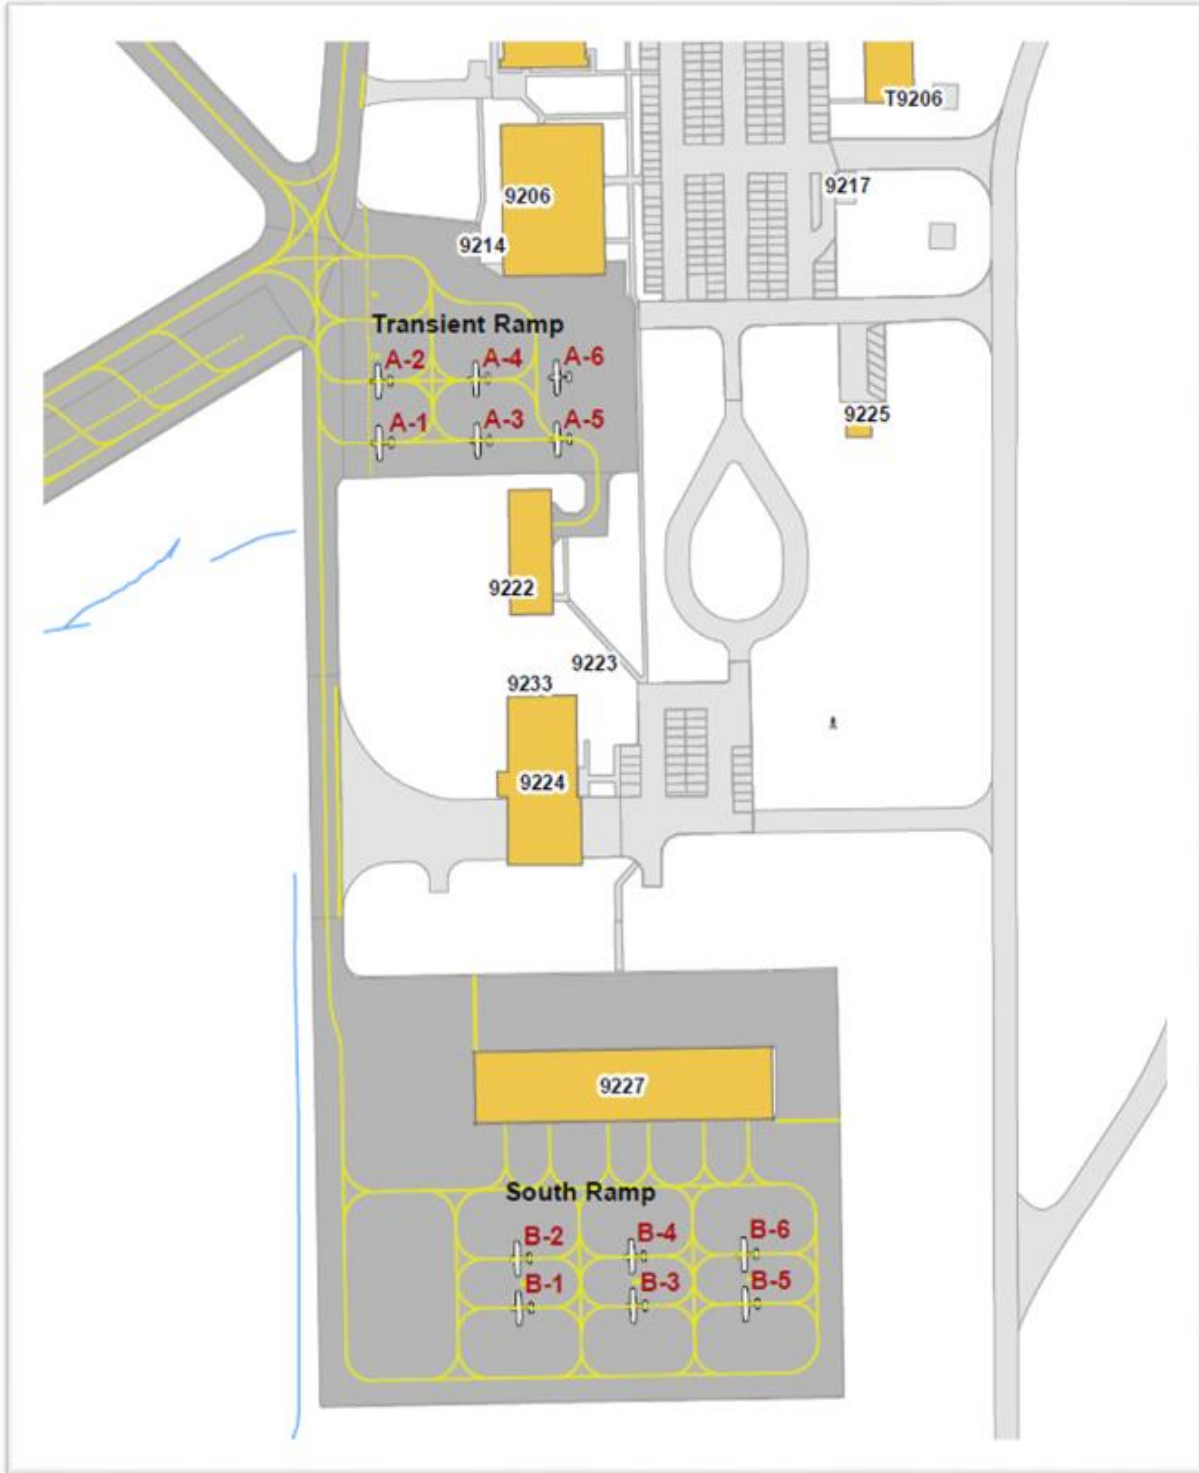 T9206
9217
9206
9214
Transient Ramp
A-2
A-4
A-6
A-1
A-3
A-5
9225
9222
9223
9233
9224
9227
South Ramp
B-2
B-4
B-6
B-1
B-3
B-5